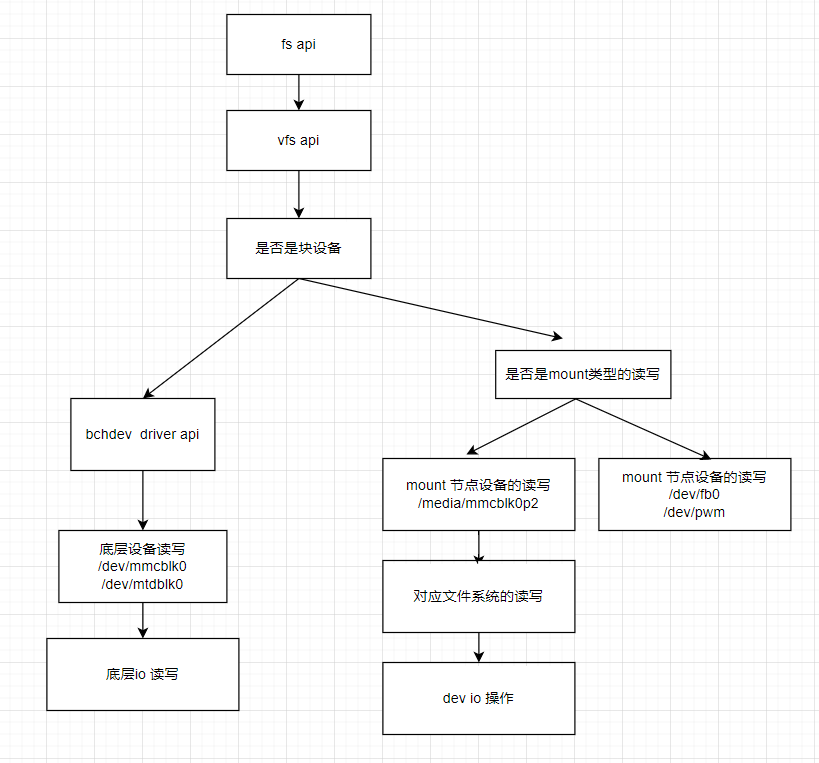 fs api
vfs api
是否是块设备
是否是mount类型的读写
bchdev  driver api
mount 节点设备的读写
/media/mmcblk0p2
mount 节点设备的读写
/dev/fb0
/dev/pwm
底层设备读写
/dev/mmcblk0
/dev/mtdblk0
对应文件系统的读写
底层io 读写
dev io 操作